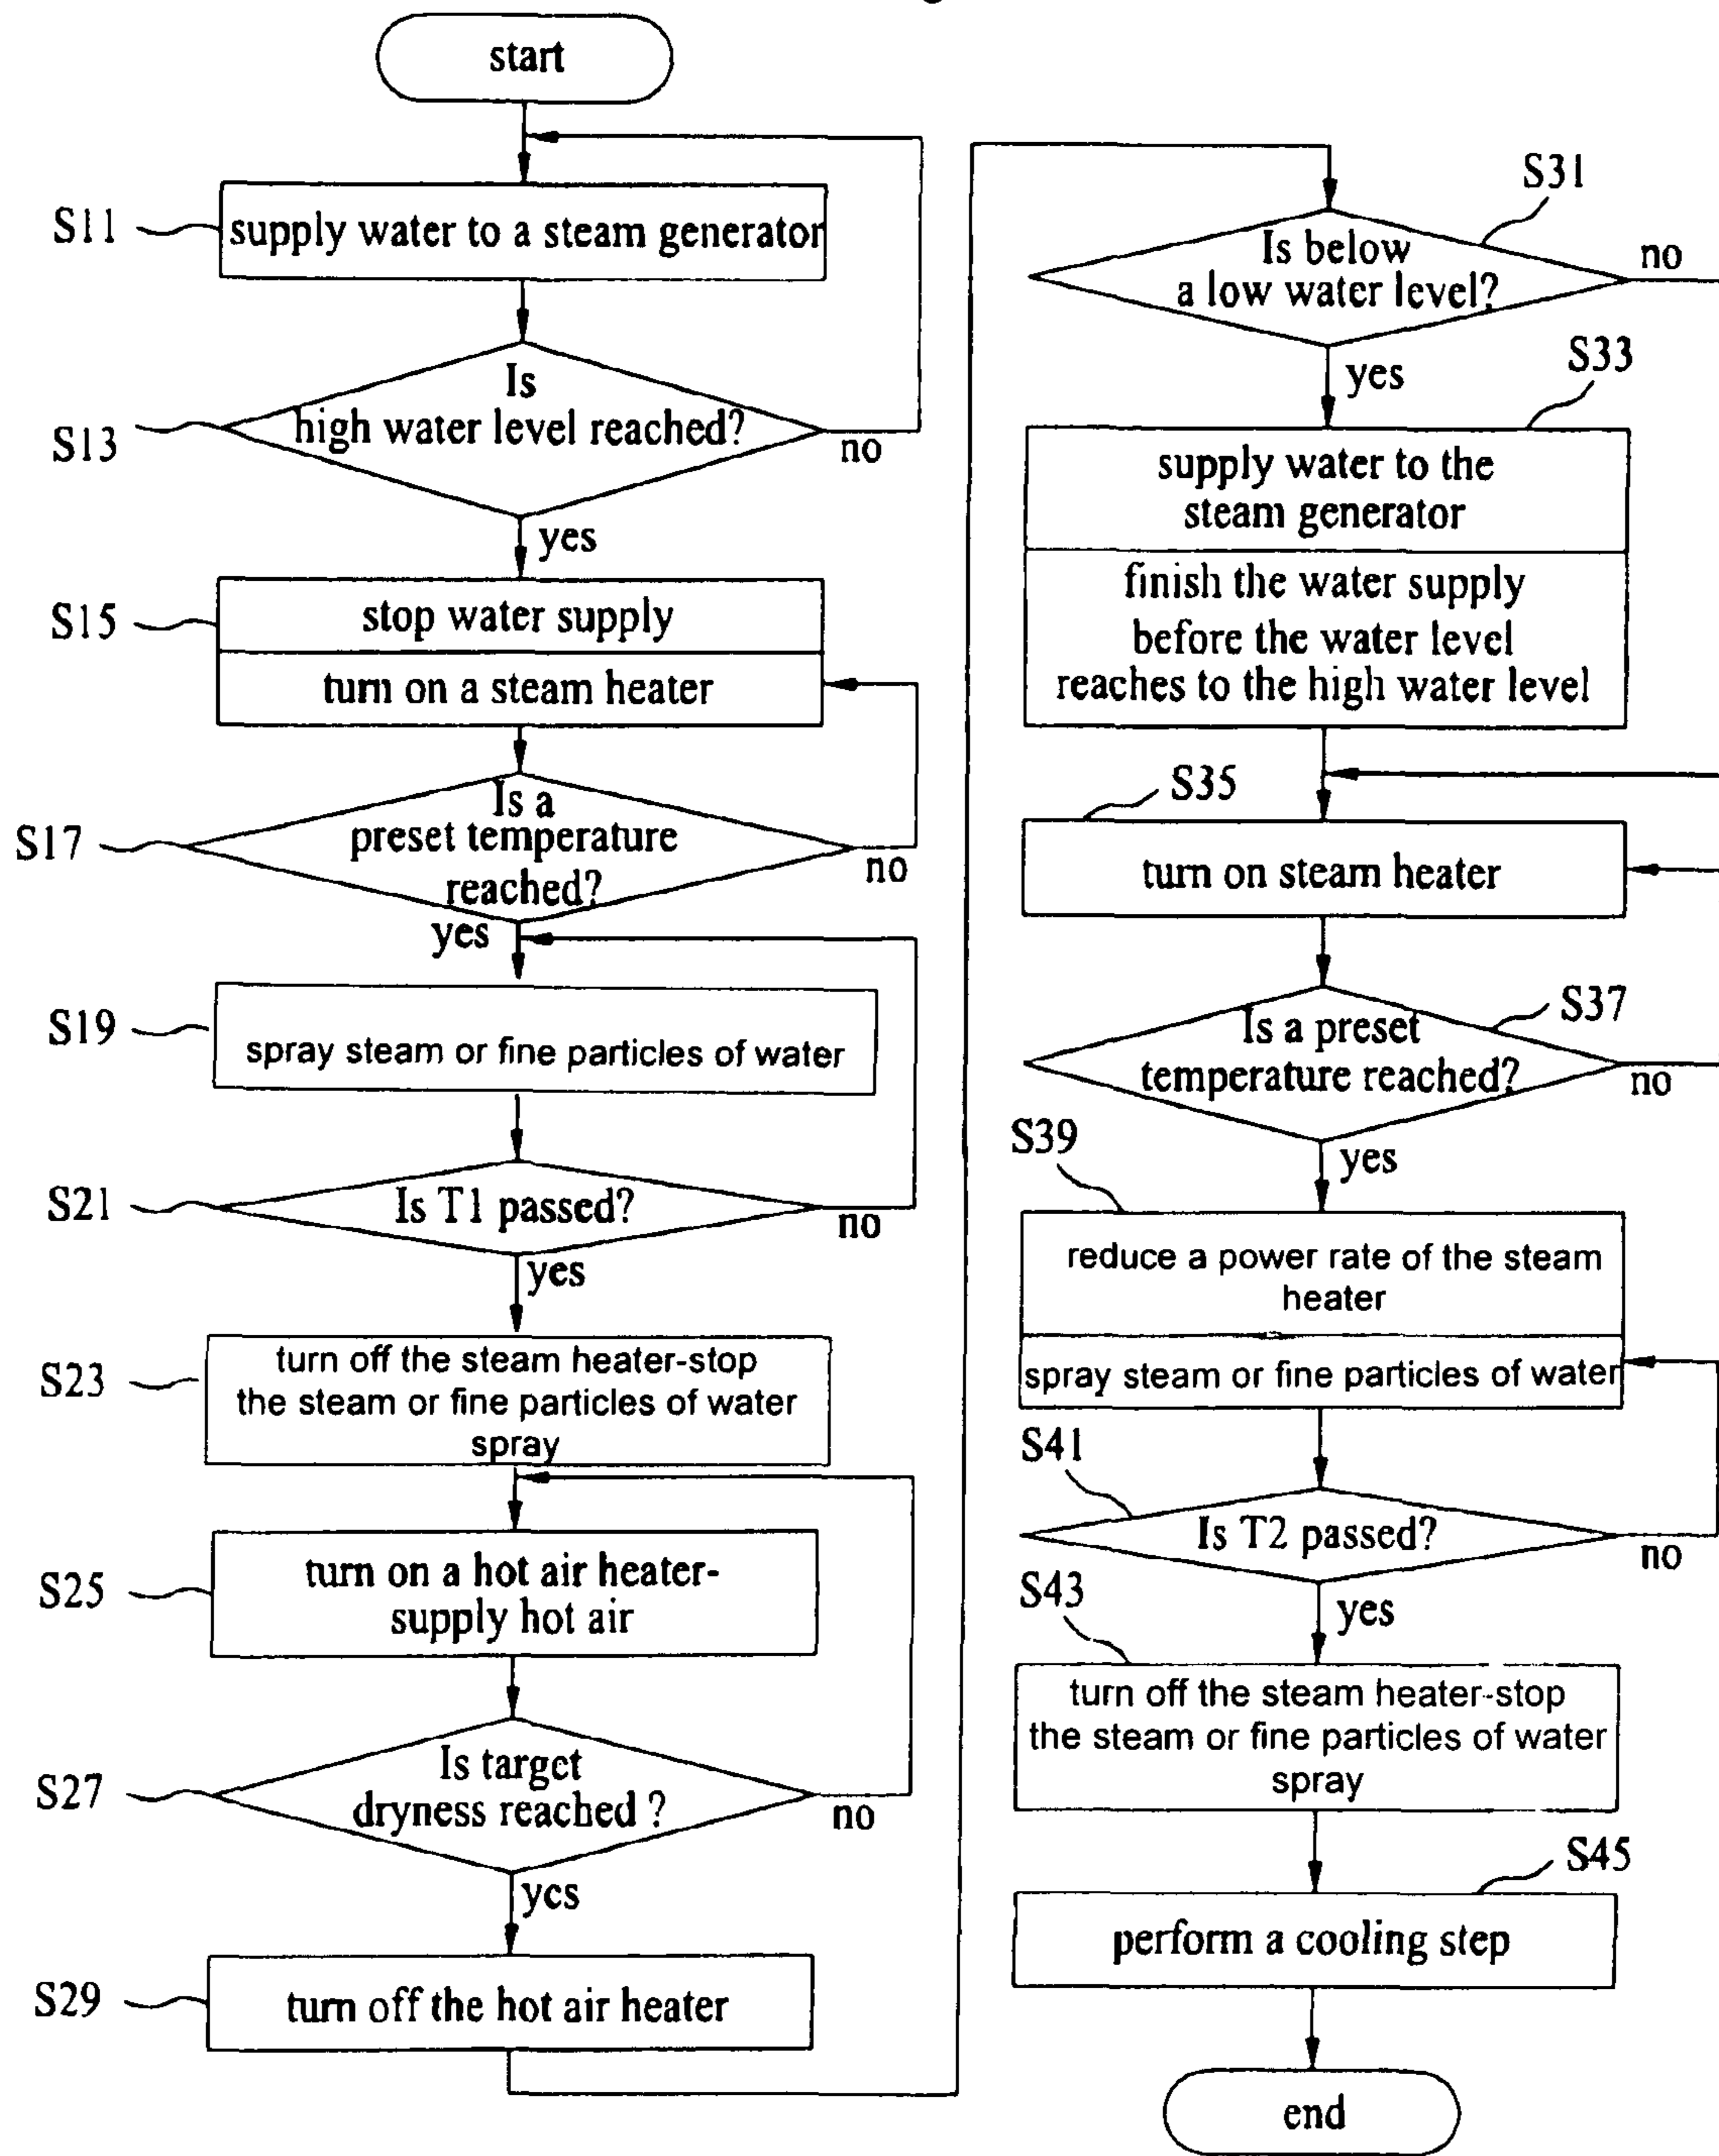 start
S11
supply water to a steam generator
S13
Is
high water level reached?
no
yes
S15
stop water supply
turn on a steam heater
S17
Is a
preset temperature
reached?
no
yes
S19
spray steam or fine particles of water
S21
Is T1 passed?
no
yes
S23
turn off the steam heater-stop
the steam or fine particles of water
spray
S25
turn on a hot air heater-
supply hot air
S27
Is target
dryness reached ?
no
yes
S29
turn off the hot air heater
S31
Is below
a low water level?
no
yes
S33
supply water to the
steam generator
finish the water supply
before the water level
reaches to the high water level
S35
turn on steam heater
S37
Is a preset
temperature reached?
no
yes
S39
reduce a power rate of the steam
heater
spray steam or fine particles of water
S41
Is T2 passed?
no
yes
S43
turn off the steam heater-stop
the steam or fine particles of water
spray
S45
perform a cooling step
end